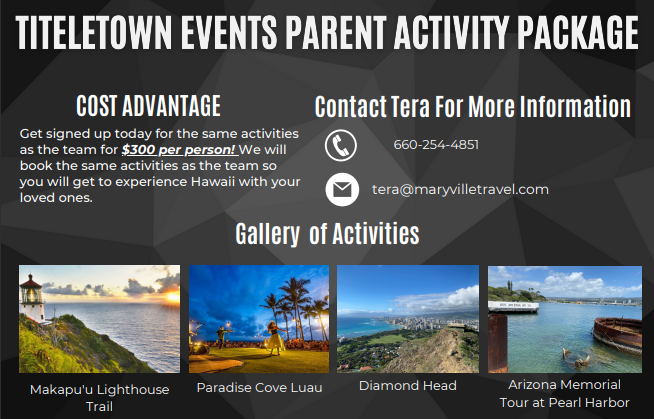 TITELETOWN EVENTS PARENT ACTIVITY PACKAGE
COST ADVANTAGE
Get signed up today for the same activities
as the team for $300 per person! We will
book the same activities as the team so
you will get to experience Hawaii with your
loved ones.
Contact Tera For More Information
660-254-4851
tera@maryvilletravel.com
Gallery of Activities
Makapu'u Lighthouse
Trail
Paradise Cove Luau
Diamond Head
Arizona Memorial
Tour at Pearl Harbor